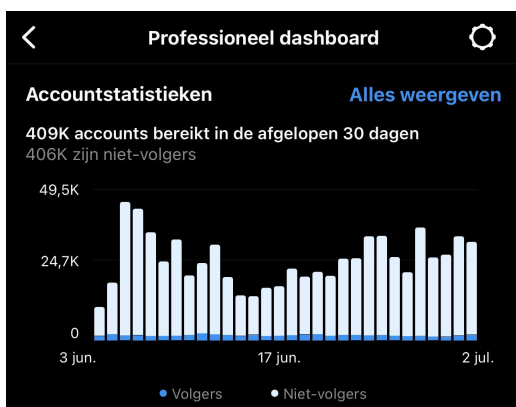 Professioneel dashboard
Accountstatistieken Alles weergeven
409K accounts bereikt in de afgelopen 30 dagen
406K zijn niet-volgers
49,5K
24,7K
0
3 jun. 17 jun. 2 jul.
Volgers Niet-volgers